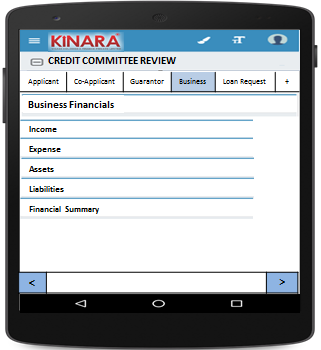 KINARA
CREDIT COMMITTEE REVIEW
Applicant Co-Applicant Guarantor Business Loan Request +
Business Financials
Income
Expense
Assets
Liabilities
Financial Summary
< >